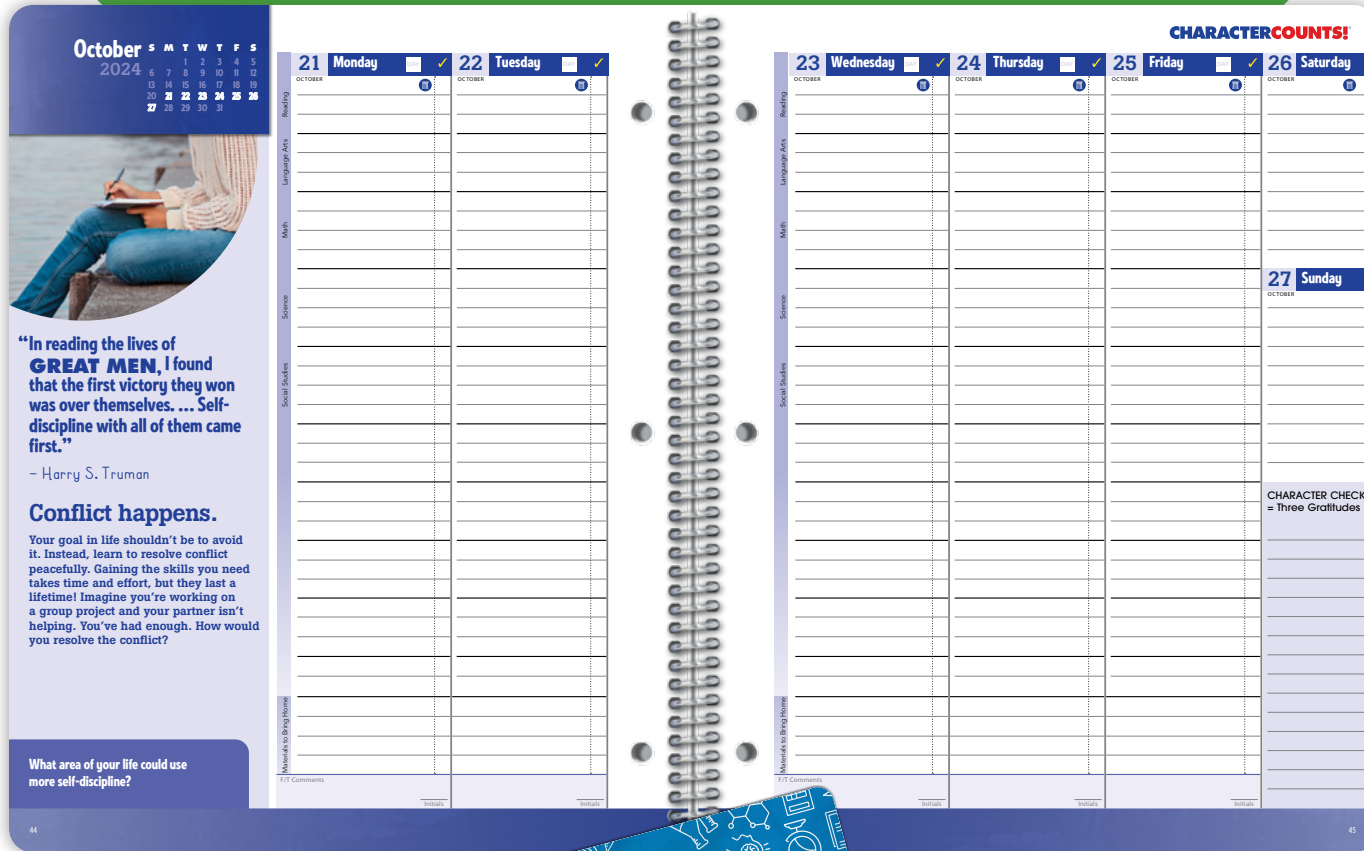 October
2024
S M T W T F S
1 2 3 4 5
6 7 8 9 10 11 12
13 14 15 16 17 18 19
20 21 22 23 24 25 26
27 28 29 30 31
“In reading the lives of
GREAT MEN, I found
that the first victory they won
was over themselves. ... Self-
discipline with all of them came
first.”
– Harry S. Truman
Conflict happens.
Your goal in life shouldn’t be to avoid
it. Instead, learn to resolve conflict
peacefully. Gaining the skills you need
takes time and effort, but they last a
lifetime! Imagine you’re working on
a group project and your partner isn’t
helping. You’ve had enough. How would
you resolve the conflict?
What area of your life could use
more self-discipline?
44
21 Monday DAY ✓
OCTOBER
22 Tuesday DAY ✓
OCTOBER
Reading
Language Arts
Math
Science
Social Studies
Materials to Bring Home
F/T Comments
Initials
Initials
CHARACTERCOUNTS!
23 Wednesday DAY ✓
OCTOBER
24 Thursday DAY ✓
OCTOBER
25 Friday DAY ✓
OCTOBER
26 Saturday
OCTOBER
Reading
Language Arts
Math
Science
Social Studies
Materials to Bring Home
F/T Comments
Initials
Initials
Initials
27 Sunday
OCTOBER
CHARACTER CHECK
= Three Gratitudes
45